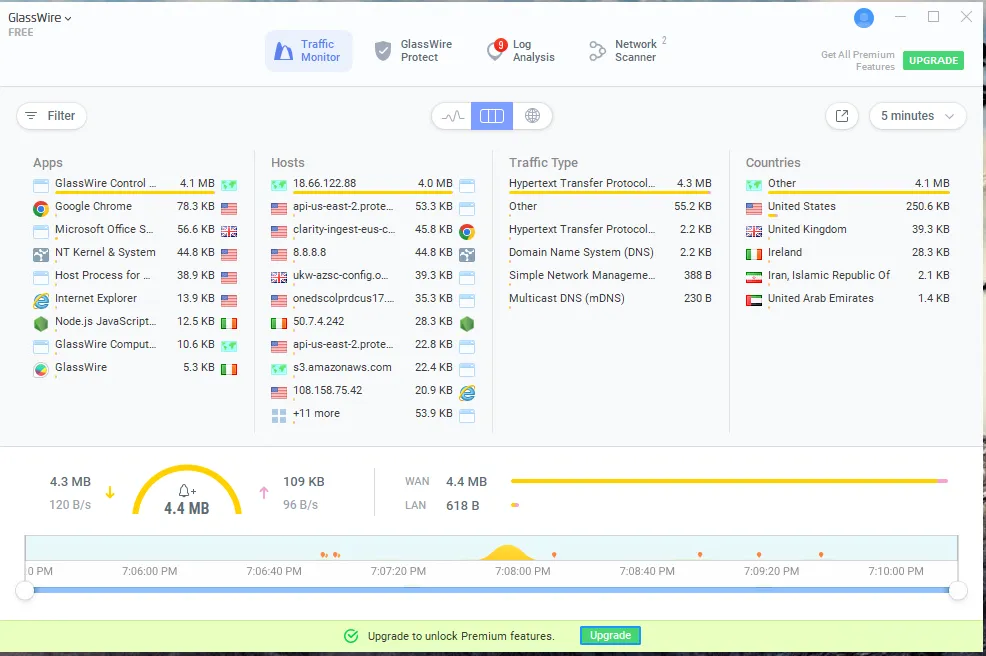 GlassWire
FREE
Traffic Monitor
GlassWire Protect
9
Log Analysis
Network Scanner 2
Get All Premium Features
UPGRADE
Filter
5 minutes
Apps
GlassWire Control ... 4.1 MB
Google Chrome 78.3 KB
Microsoft Office S... 56.6 KB
NT Kernel & System 44.8 KB
Host Process for ... 38.9 KB
Internet Explorer 13.9 KB
Node.js JavaScript... 12.5 KB
GlassWire Comput... 10.6 KB
GlassWire 5.3 KB
Hosts
18.66.122.88 4.0 MB
api-us-east-2.prote... 53.3 KB
clarity-ingest-eus-c... 45.8 KB
8.8.8.8 44.8 KB
ukw-azsc-config.o... 39.3 KB
onedscolprdcus17.... 35.3 KB
50.7.4.242 28.3 KB
api-us-east-2.prote... 22.8 KB
s3.amazonaws.com 22.4 KB
108.158.75.42 20.9 KB
+11 more 53.9 KB
Traffic Type
Hypertext Transfer Protocol... 4.3 MB
Other 55.2 KB
Hypertext Transfer Protocol... 2.2 KB
Domain Name System (DNS) 2.2 KB
Simple Network Manageme... 388 B
Multicast DNS (mDNS) 230 B
Countries
Other 4.1 MB
United States 250.6 KB
United Kingdom 39.3 KB
Ireland 28.3 KB
Iran, Islamic Republic Of 2.1 KB
United Arab Emirates 1.4 KB
4.3 MB
120 B/s
4.4 MB
109 KB
96 B/s
WAN 4.4 MB
LAN 618 B
0 PM 7:06:00 PM 7:06:40 PM 7:07:20 PM 7:08:00 PM 7:08:40 PM 7:09:20 PM 7:10:00 PM
Upgrade to unlock Premium features. Upgrade